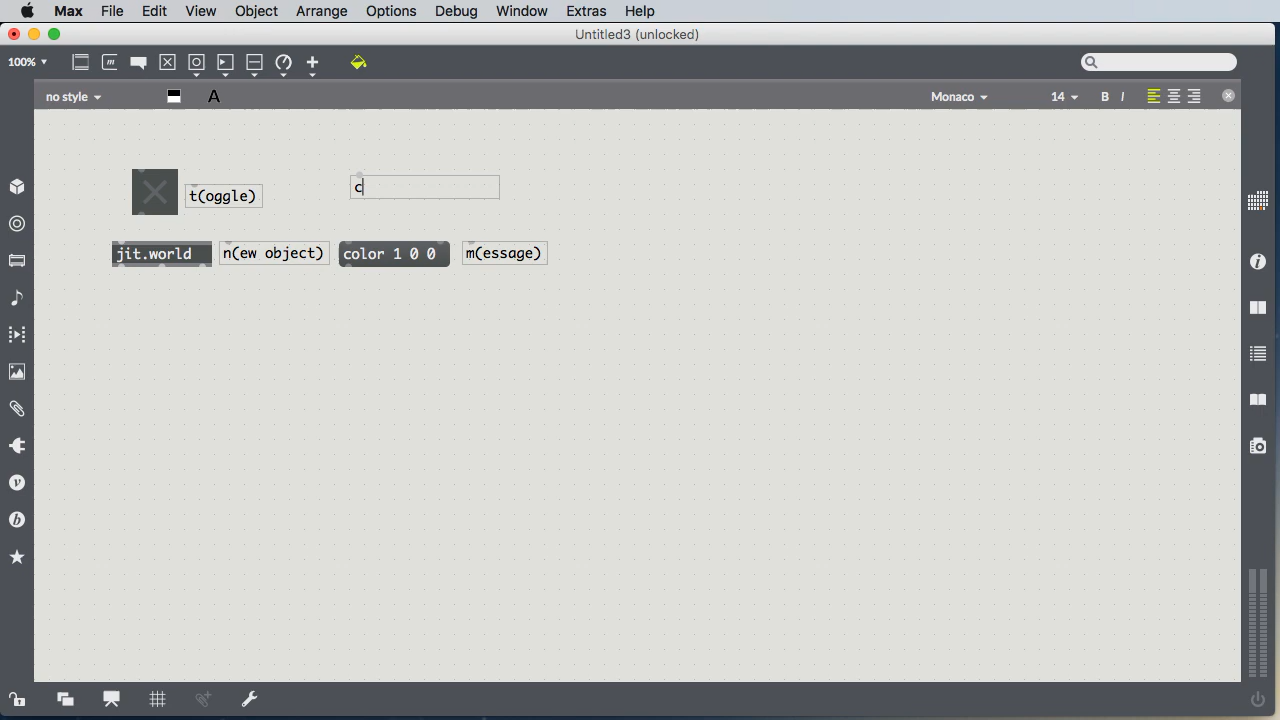 Max File Edit View Object Arrange Options Debug Window Extras Help
Untitled3 (unlocked)
100%
no style A Monaco 14 B I
c
t(oggle)
jit.world n(ew object) color 1 0 0 m(essage)